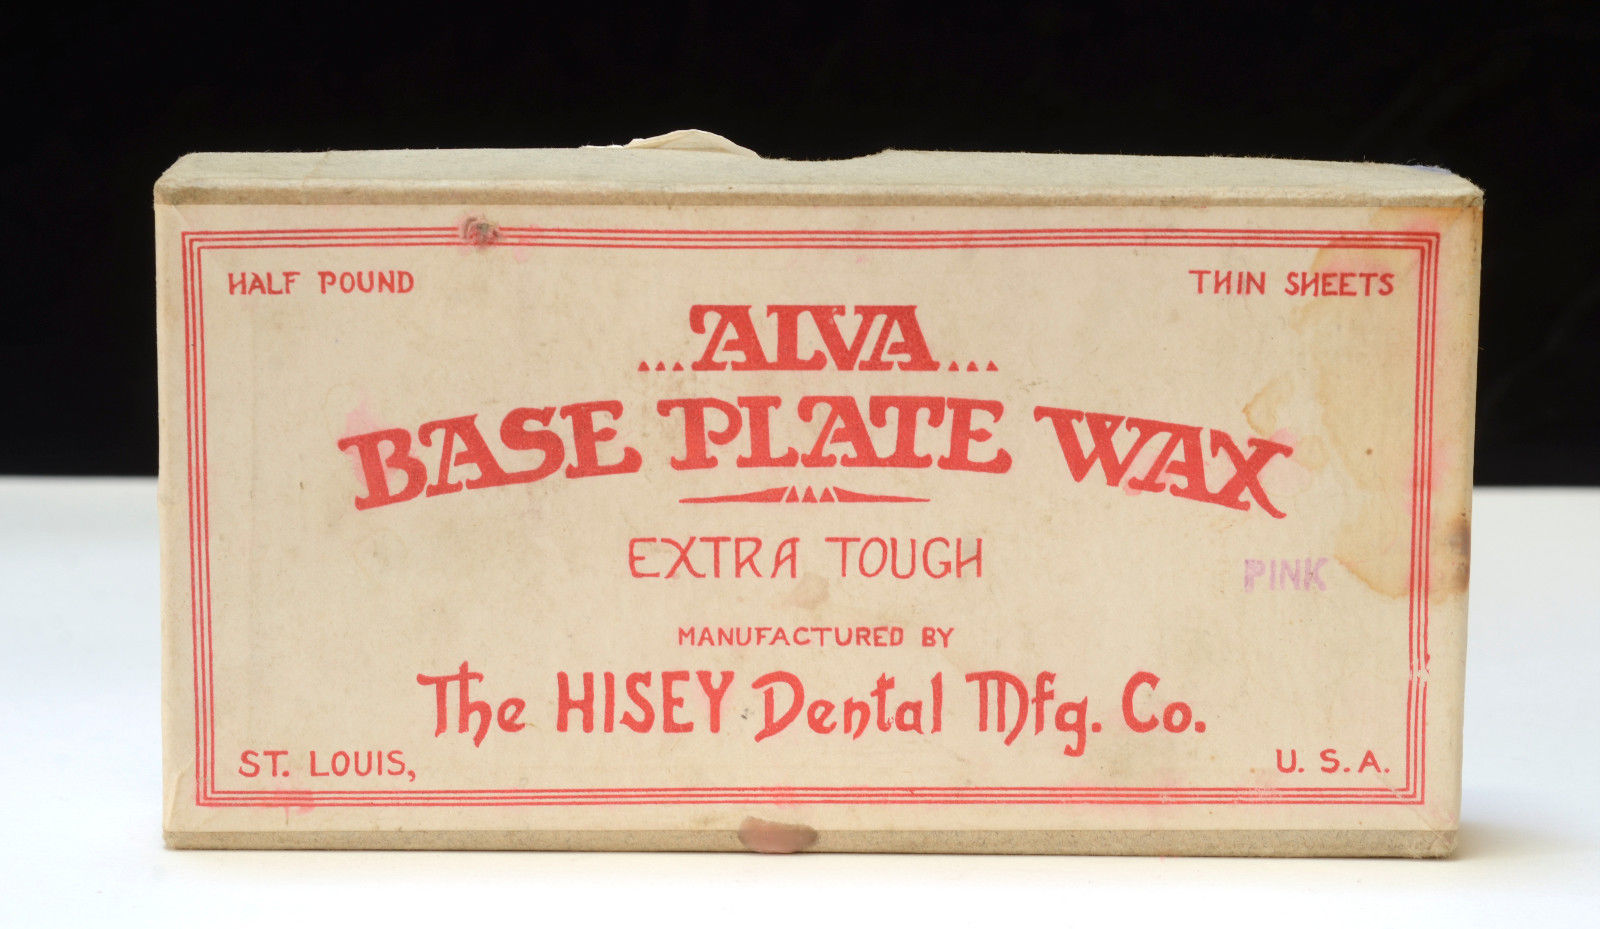 HALF POUND
THIN SHEETS
...ALVA...
BASE PLATE WAX
EXTRA TOUGH
PINK
MANUFACTURED BY
The HISEY Dental Mfg. Co.
ST. LOUIS,
U. S. A.